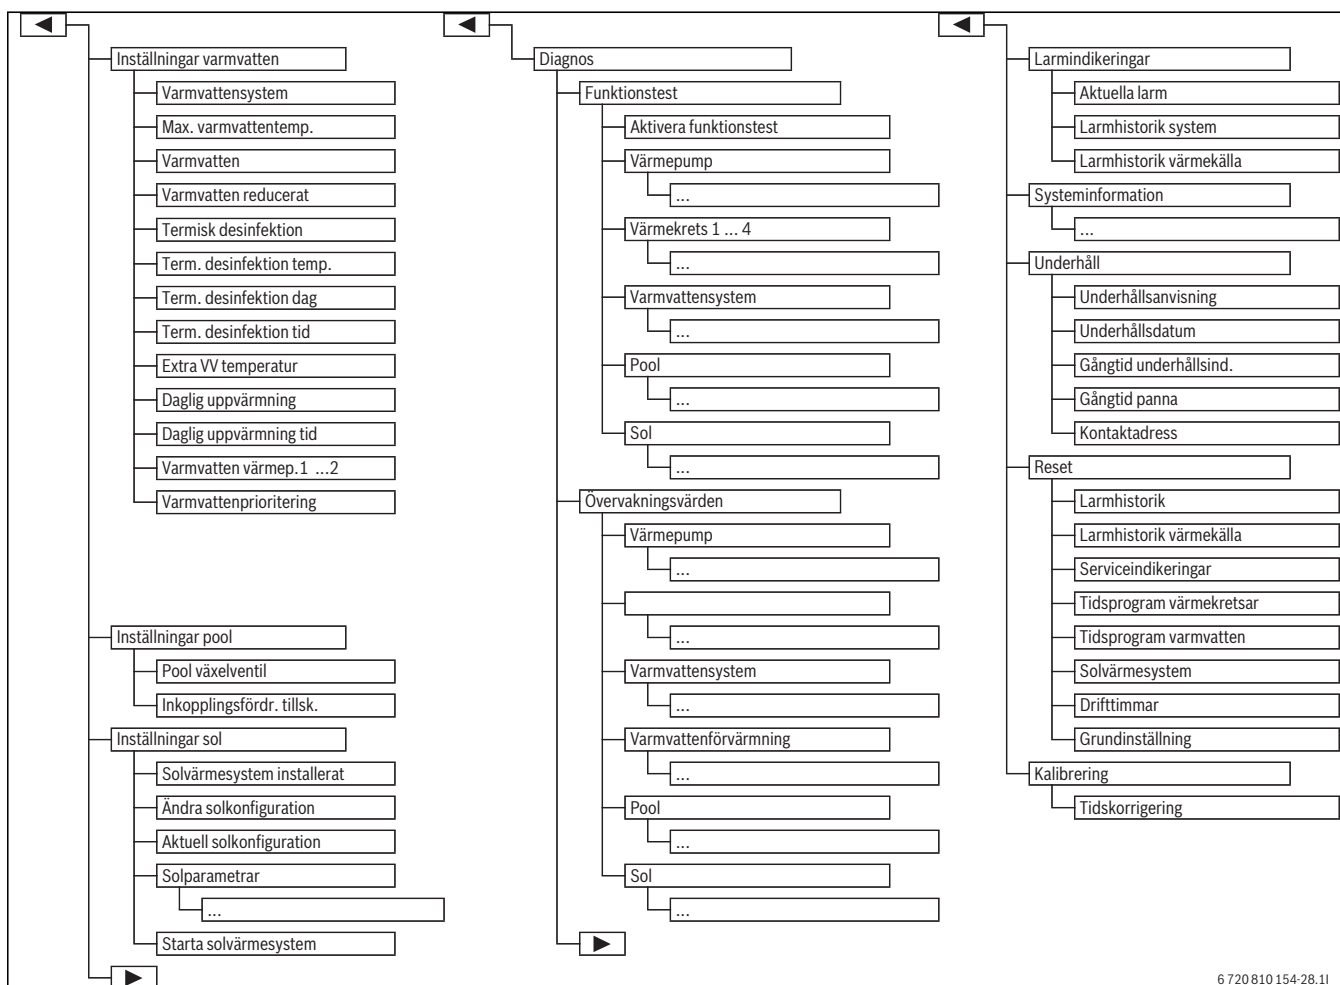 Inställningar varmvatten
Varmvattensystem
Max. varmvattentemp.
Varmvatten
Varmvatten reducerat
Termisk desinfektion
Term. desinfektion temp.
Term. desinfektion dag
Term. desinfektion tid
Extra VV temperatur
Daglig uppvärmning
Daglig uppvärmning tid
Varmvatten värmep.1 ...2
Varmvattenprioritering
Inställningar pool
Pool växelventil
Inkopplingsfördr. tillsk.
Inställningar sol
Solvärmesystem installerat
Ändra solkonfiguration
Aktuell solkonfiguration
Solparametrar
...
Starta solvärmesystem
Diagnos
Funktionstest
Aktivera funktionstest
Värmepump
...
Värmekrets 1 ... 4
...
Varmvattensystem
...
Pool
...
Sol
...
Övervakningsvärden
Värmepump
...
...
Varmvattensystem
...
Varmvattenförvärmning
...
Pool
...
Sol
...
Larmindikeringar
Aktuella larm
Larmhistorik system
Larmhistorik värmekälla
Systeminformation
...
Underhåll
Underhållsanvisning
Underhållsdatum
Gångtid underhållsind.
Gångtid panna
Kontaktadress
Reset
Larmhistorik
Larmhistorik värmekälla
Serviceindikeringar
Tidsprogram värmekretsar
Tidsprogram varmvatten
Solvärmesystem
Drifttimmar
Grundinställning
Kalibrering
Tidskorrigering
6 720 810 154-28.1I